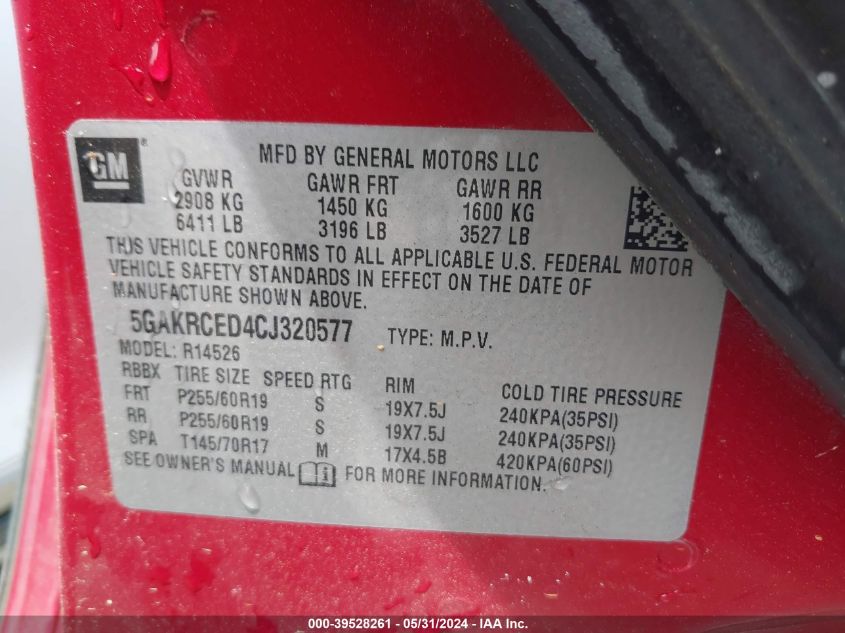 GM ®
MFD BY GENERAL MOTORS LLC
GVWR GAWR FRT GAWR RR
2908 KG 1450 KG 1600 KG
6411 LB 3196 LB 3527 LB
THIS VEHICLE CONFORMS TO ALL APPLICABLE U.S. FEDERAL MOTOR
VEHICLE SAFETY STANDARDS IN EFFECT ON THE DATE OF
MANUFACTURE SHOWN ABOVE.
5GAKRCED4CJ320577 TYPE: M.P.V.
MODEL: R14526
RBBX TIRE SIZE SPEED RTG RIM COLD TIRE PRESSURE
FRT P255/60R19 S 19X7.5J 240KPA(35PSI)
RR P255/60R19 S 19X7.5J 240KPA(35PSI)
SPA T145/70R17 M 17X4.5B 420KPA(60PSI)
SEE OWNER'S MANUAL FOR MORE INFORMATION.
000-39528261 - 05/31/2024 - IAA Inc.